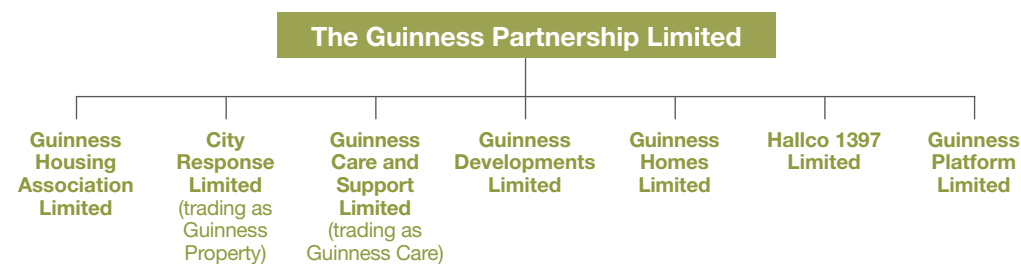 The Guinness Partnership Limited
Guinness
Housing
Association
Limited
City
Response
Limited
(trading as
Guinness
Property)
Guinness
Care and
Support
Limited
(trading as
Guinness Care)
Guinness
Developments
Limited
Guinness
Homes
Limited
Hallco 1397
Limited
Guinness
Platform
Limited